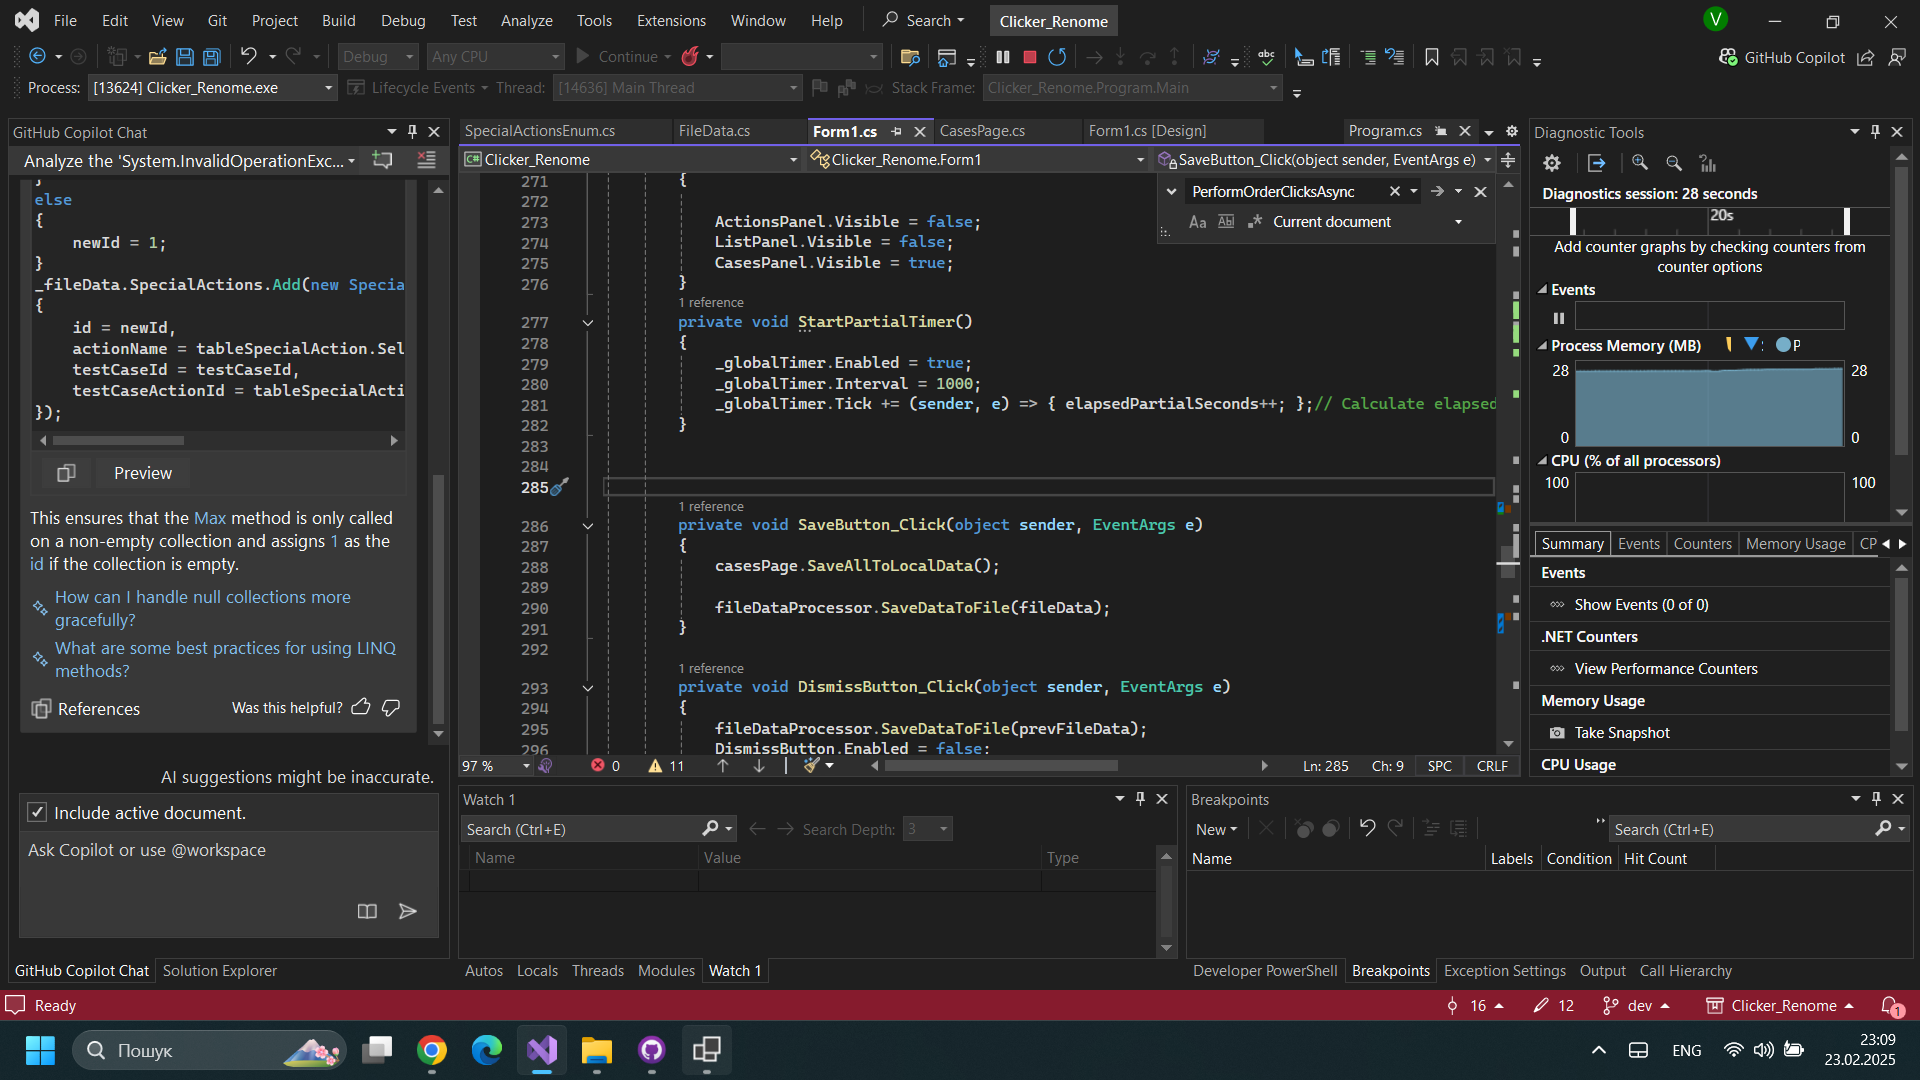 File Edit View Git Project Build Debug Test Analyze Tools Extensions Window Help Search Clicker_Renome V
Debug Any CPU Continue abc GitHub Copilot
Process: [13624] Clicker_Renome.exe Lifecycle Events Thread: [14636] Main Thread Stack Frame: Clicker_Renome.Program.Main
GitHub Copilot Chat
Analyze the 'System.InvalidOperationExc...
}
else
{
newId = 1;
}
_fileData.SpecialActions.Add(new Specia
{
id = newId,
actionName = tableSpecialAction.Sel
testCaseId = testCaseId,
testCaseActionId = tableSpecialActi
});
Preview
This ensures that the Max method is only called
on a non-empty collection and assigns 1 as the
id if the collection is empty.
How can I handle null collections more
gracefully?
What are some best practices for using LINQ
methods?
References Was this helpful?
AI suggestions might be inaccurate.
Include active document.
Ask Copilot or use @workspace
GitHub Copilot Chat Solution Explorer
SpecialActionsEnum.cs FileData.cs Form1.cs CasesPage.cs Form1.cs [Design] Program.cs
C# Clicker_Renome Clicker_Renome.Form1 SaveButton_Click(object sender, EventArgs e)
PerformOrderClicksAsync
Aa Ab Current document
271 {
272
273 ActionsPanel.Visible = false;
274 ListPanel.Visible = false;
275 CasesPanel.Visible = true;
276 }
1 reference
277 private void StartPartialTimer()
278 {
279 _globalTimer.Enabled = true;
280 _globalTimer.Interval = 1000;
281 _globalTimer.Tick += (sender, e) => { elapsedPartialSeconds++; };// Calculate elapsed
282 }
283
284
285
1 reference
286 private void SaveButton_Click(object sender, EventArgs e)
287 {
288 casesPage.SaveAllToLocalData();
289
290 fileDataProcessor.SaveDataToFile(fileData);
291 }
292
1 reference
293 private void DismissButton_Click(object sender, EventArgs e)
294 {
295 fileDataProcessor.SaveDataToFile(prevFileData);
296 DismissButton.Enabled = false;
97 % 0 11 Ln: 285 Ch: 9 SPC CRLF
Diagnostic Tools
Diagnostics session: 28 seconds
20s
Add counter graphs by checking counters from
counter options
Events
Process Memory (MB) P
28 28
0 0
CPU (% of all processors)
100 100
Summary Events Counters Memory Usage CP
Events
Show Events (0 of 0)
.NET Counters
View Performance Counters
Memory Usage
Take Snapshot
CPU Usage
Watch 1
Search (Ctrl+E) Search Depth: 3
Name Value Type
Autos Locals Threads Modules Watch 1
Breakpoints
New Search (Ctrl+E)
Name Labels Condition Hit Count
Developer PowerShell Breakpoints Exception Settings Output Call Hierarchy
Ready 16 12 dev Clicker_Renome 1
Пошук ENG 23:09
23.02.2025